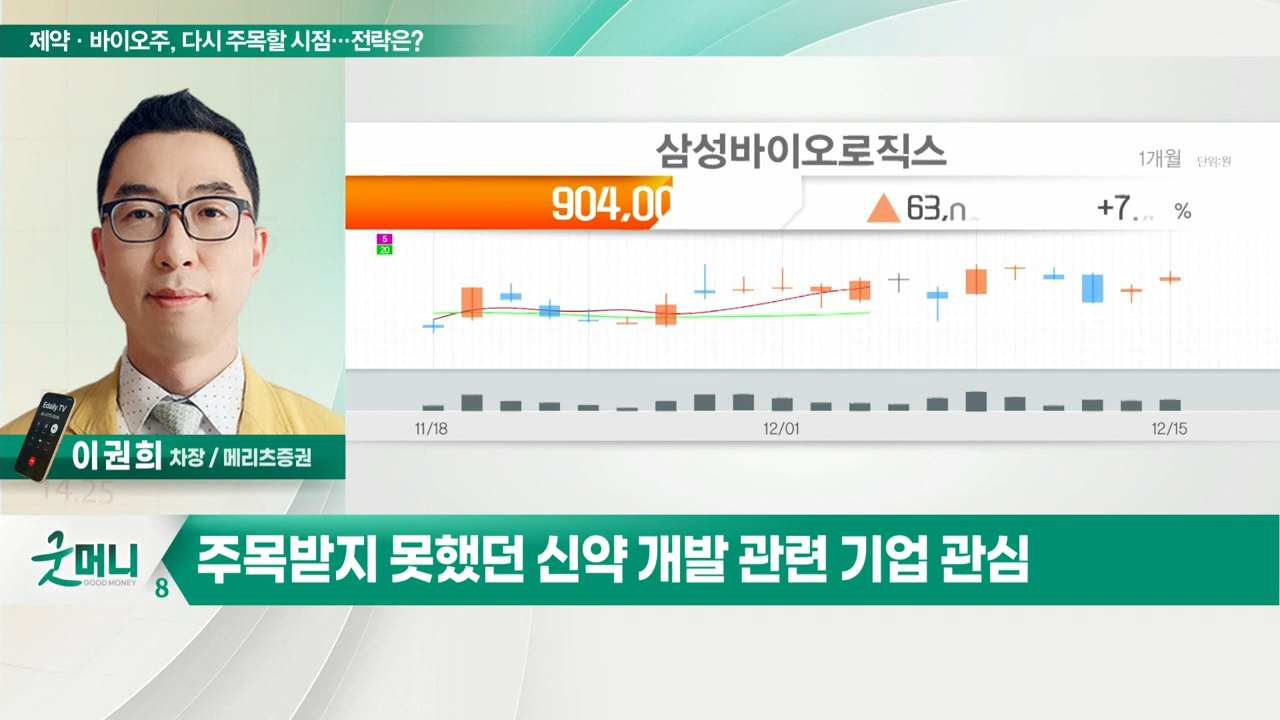 제약 · 바이오주, 다시 주목할 시점…전략은?
삼성바이오로직스
1개월 단위:원
904,00
63,
+7. %
5
20
11/18 12/01 12/15
Edaily TV
이권희 차장 / 메리츠증권
14.25
굿머니
GOOD MONEY
8
주목받지 못했던 신약 개발 관련 기업 관심